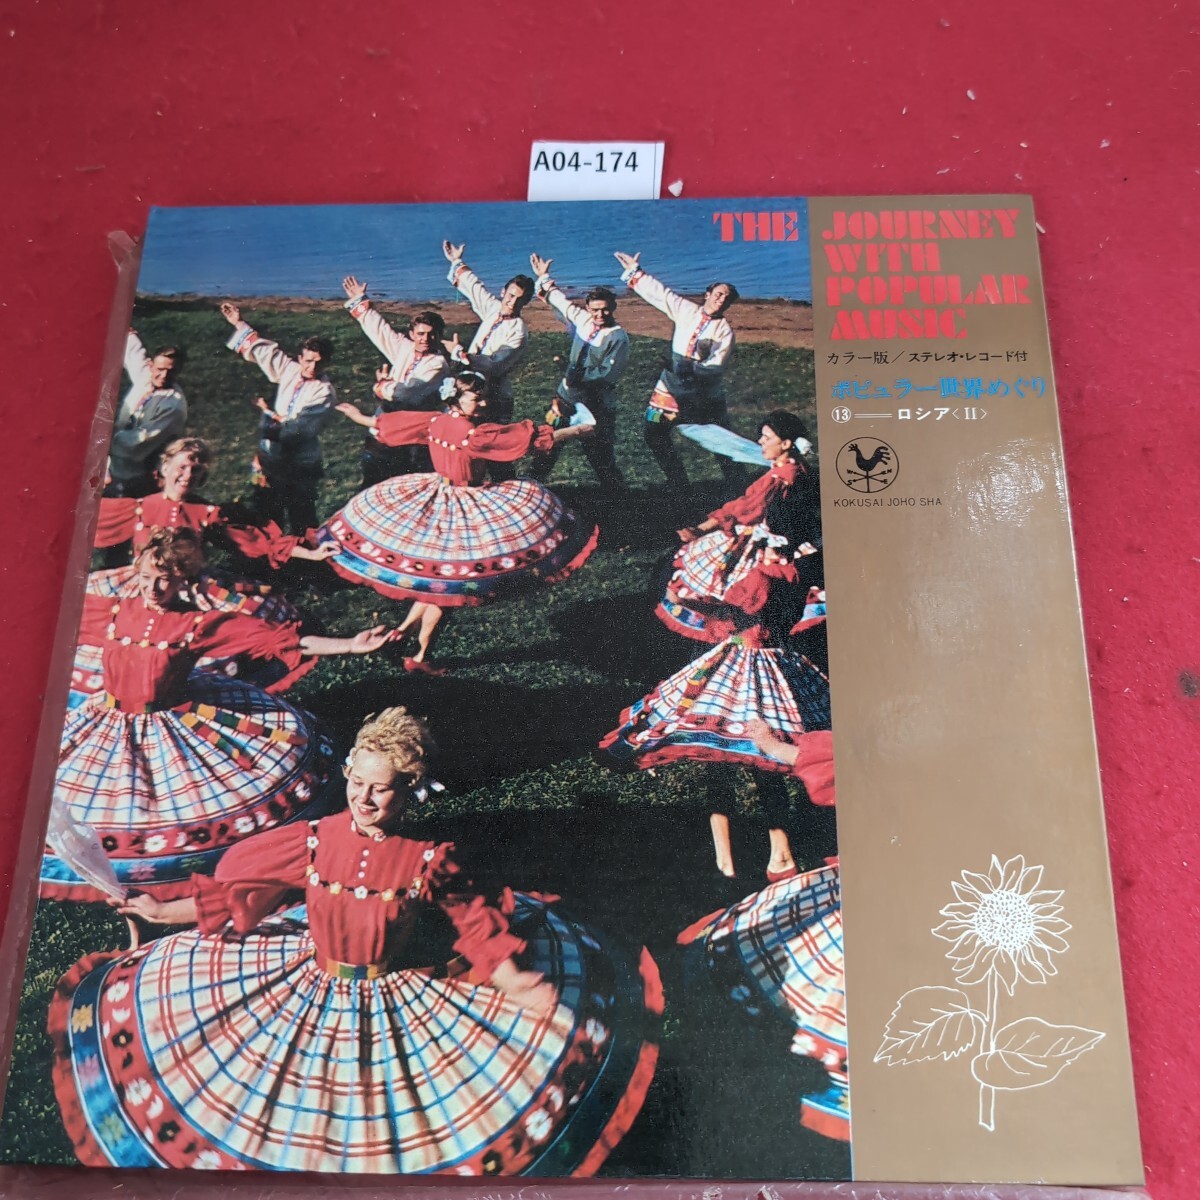 A04-174
THE JOURNEY
WITH
POPULAR
MUSIC
カラー版／ステレオ・レコード付
ポピュラー世界めぐり
⑬＝ロシア〈II〉
N
W
S
E
KOKUSAI JOHO SHA